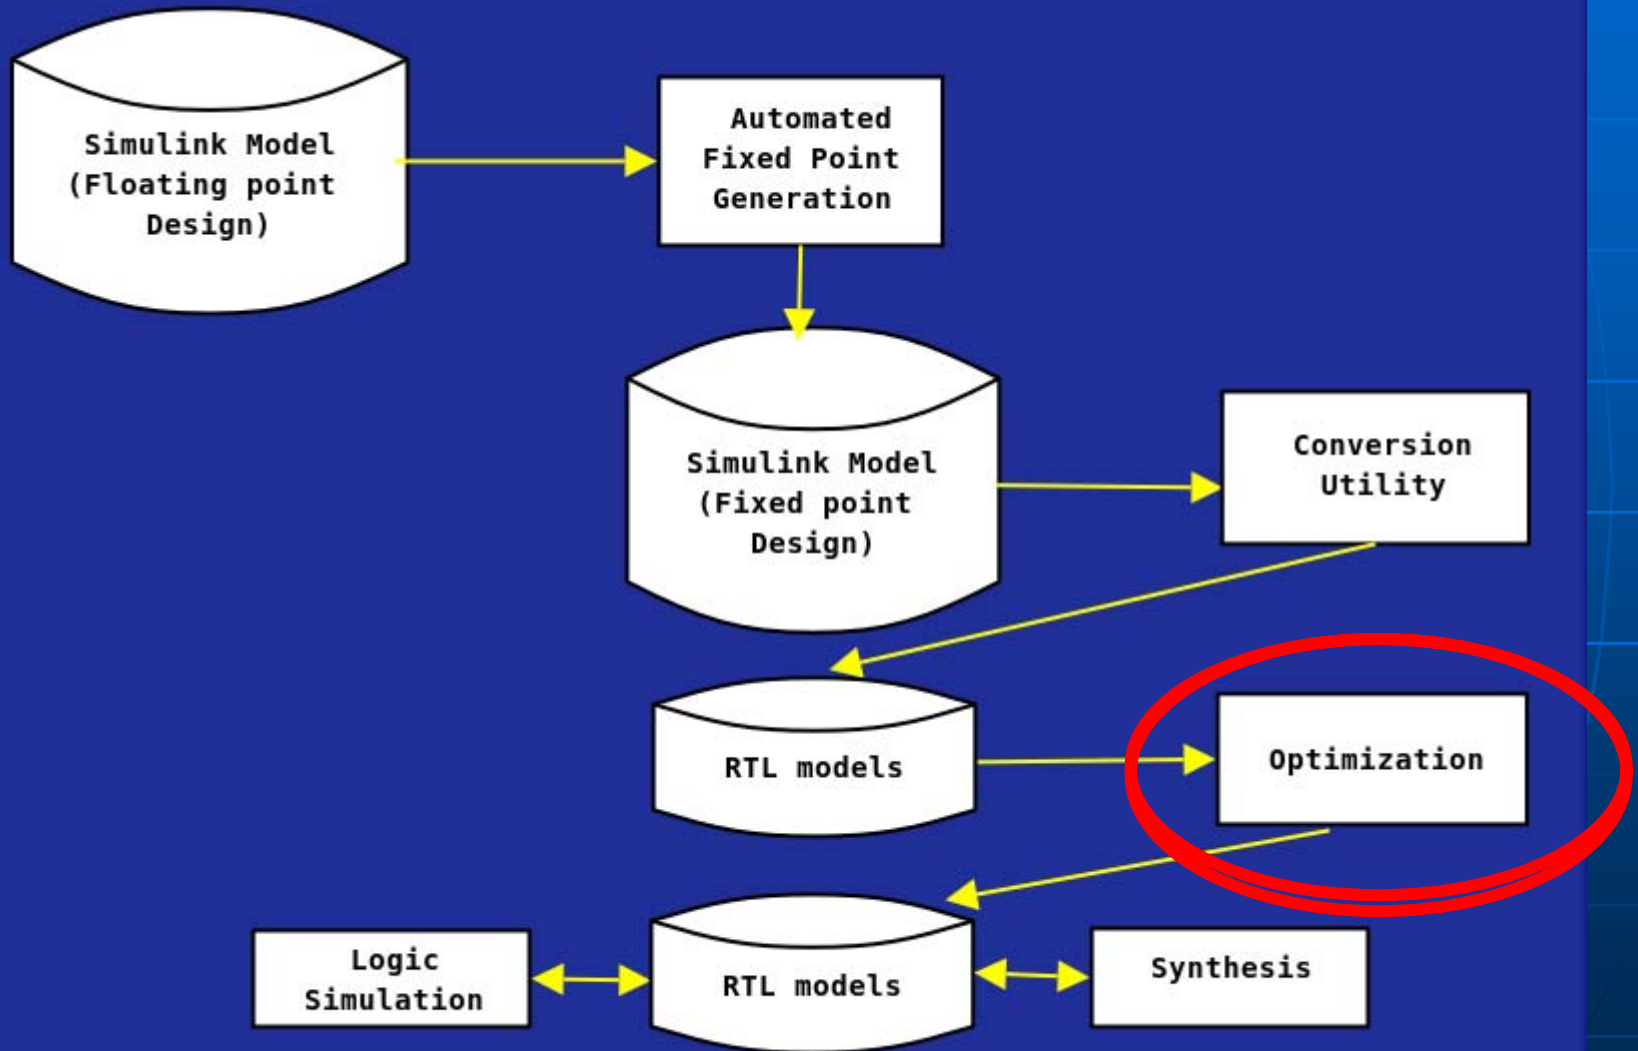 Simulink Model
(Floating point
Design)
Automated
Fixed Point
Generation
Simulink Model
(Fixed point
Design)
Conversion
Utility
RTL models
Optimization
Logic
Simulation
RTL models
Synthesis